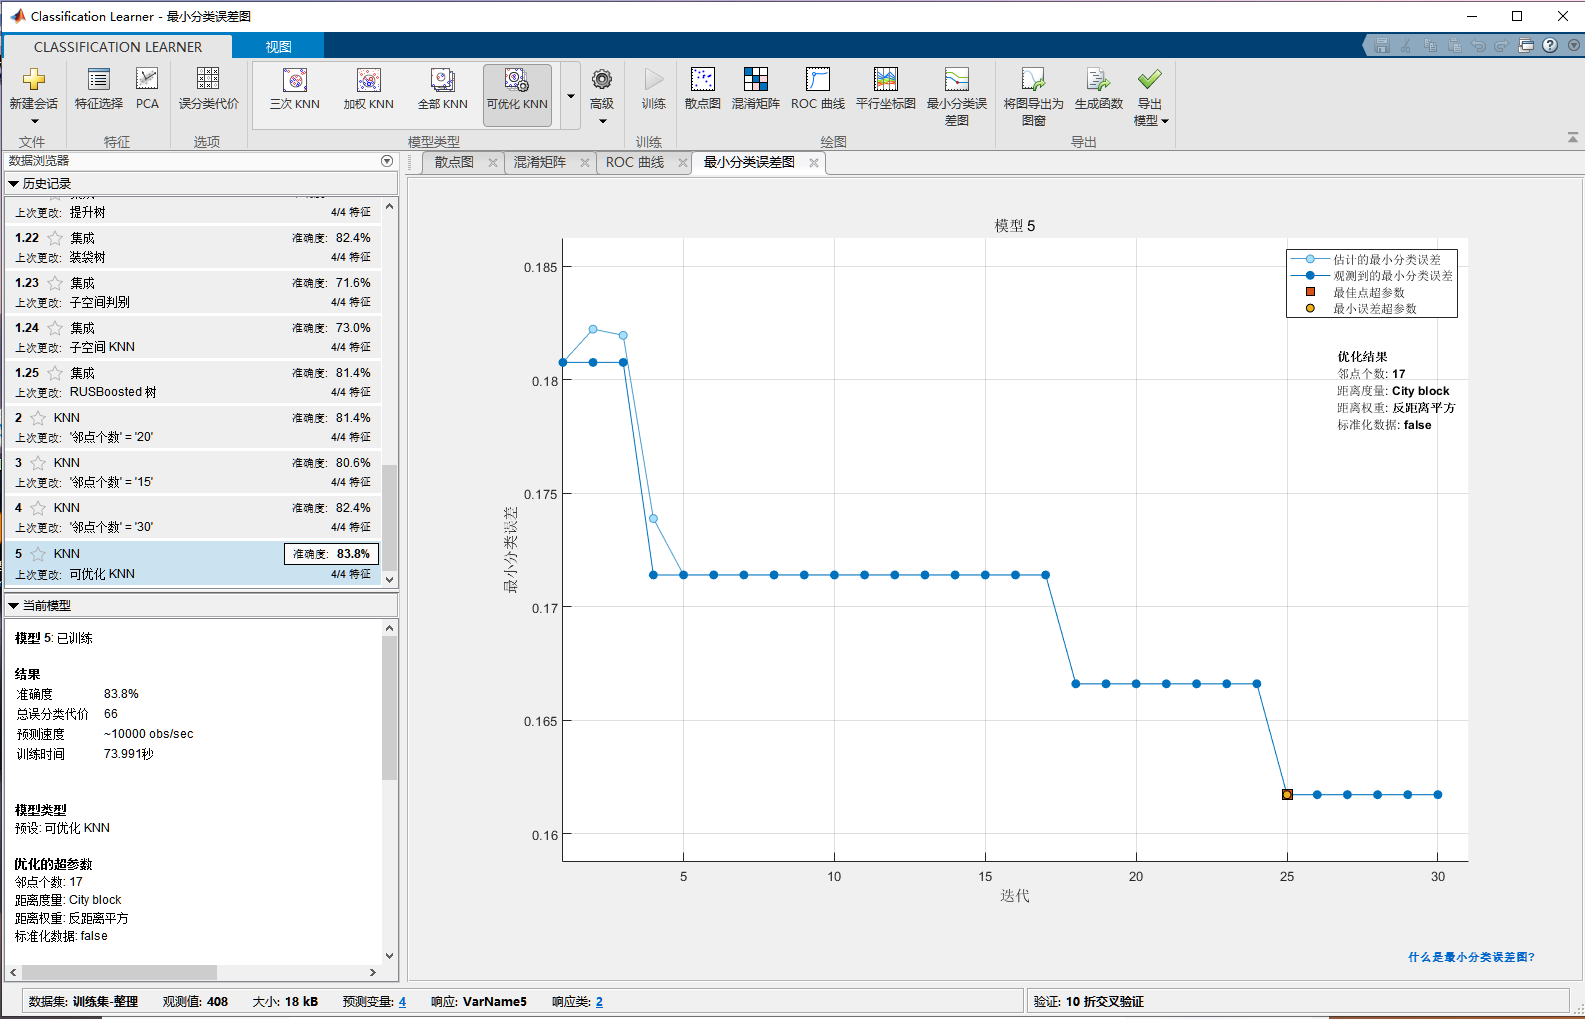 Classification Learner - 最小分类误差图
CLASSIFICATION LEARNER
视图
新建会话
特征选择
PCA
误分类代价
三次 KNN
加权 KNN
全部 KNN
可优化 KNN
高级
训练
散点图
混淆矩阵
ROC 曲线
平行坐标图
最小分类误
差图
将图导出为
图窗
生成函数
导出
模型
文件
特征
选项
模型类型
训练
绘图
导出
数据浏览器
历史记录
上次更改: 提升树 4/4 特征
1.22 集成 准确度: 82.4%
上次更改: 装袋树 4/4 特征
1.23 集成 准确度: 71.6%
上次更改: 子空间判别 4/4 特征
1.24 集成 准确度: 73.0%
上次更改: 子空间 KNN 4/4 特征
1.25 集成 准确度: 81.4%
上次更改: RUSBoosted 树 4/4 特征
2 KNN 准确度: 81.4%
上次更改: '邻点个数' = '20' 4/4 特征
3 KNN 准确度: 80.6%
上次更改: '邻点个数' = '15' 4/4 特征
4 KNN 准确度: 82.4%
上次更改: '邻点个数' = '30' 4/4 特征
5 KNN 准确度: 83.8%
上次更改: 可优化 KNN 4/4 特征
当前模型
模型 5: 已训练
结果
准确度 83.8%
总误分类代价 66
预测速度 ~10000 obs/sec
训练时间 73.991秒
模型类型
预设: 可优化 KNN
优化的超参数
邻点个数: 17
距离度量: City block
距离权重: 反距离平方
标准化数据: false
散点图
混淆矩阵
ROC 曲线
最小分类误差图
模型 5
0.185
0.18
0.175
0.17
0.165
0.16
最小分类误差
5 10 15 20 25 30
迭代
估计的最小分类误差
观测到的最小分类误差
最佳点超参数
最小误差超参数
优化结果
邻点个数: 17
距离度量: City block
距离权重: 反距离平方
标准化数据: false
什么是最小分类误差图?
数据集: 训练集-整理 观测值: 408 大小: 18 kB 预测变量: 4 响应: VarName5 响应类: 2
验证: 10 折交叉验证